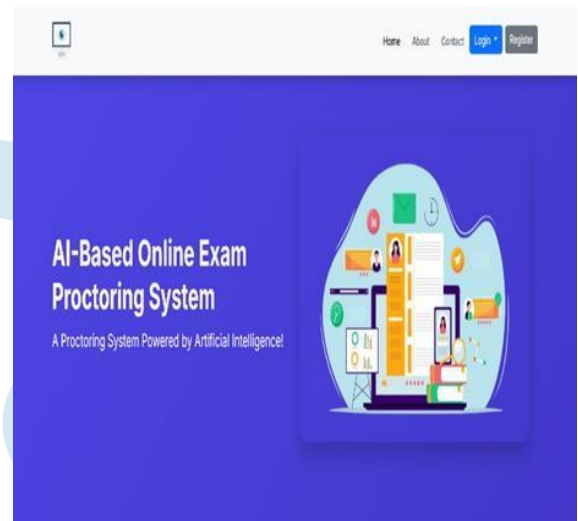 Home About Contact Login Register
AI-Based Online Exam
Proctoring System
A Proctoring System Powered by Artificial Intelligence!